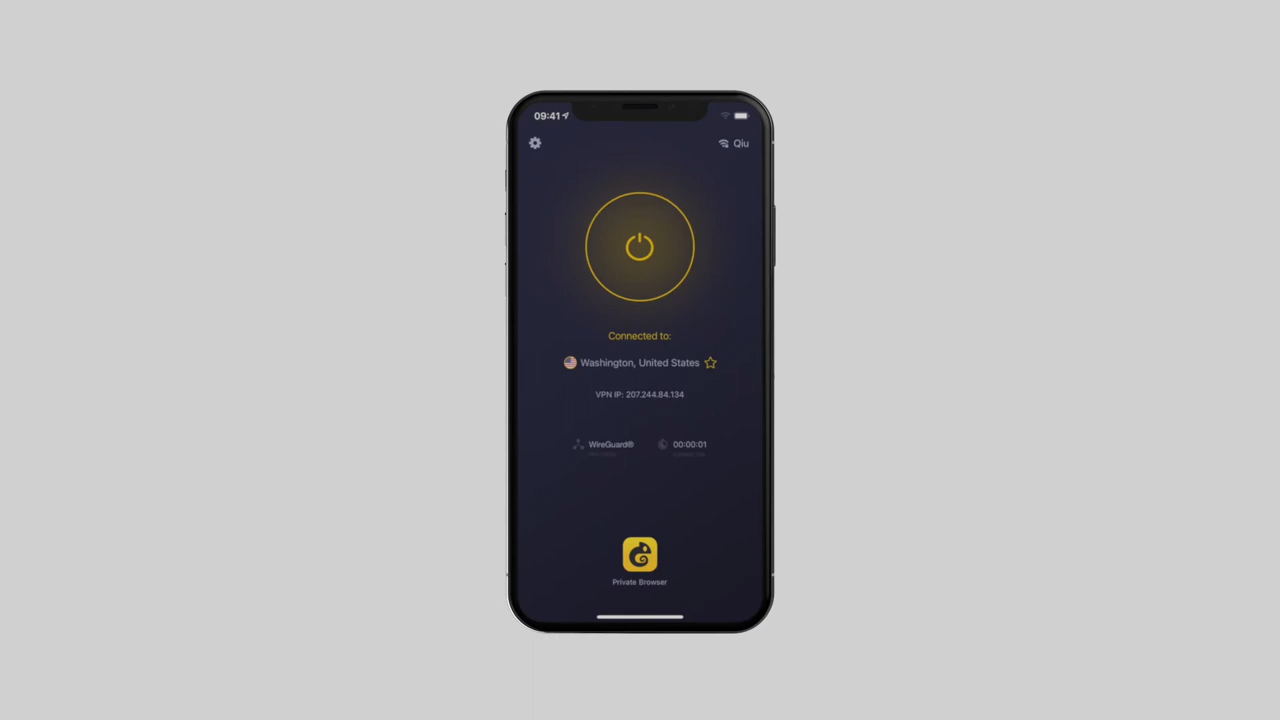 09:41
Qiu
Connected to:
Washington, United States
VPN IP: 207.244.84.134
WireGuard®
00:00:01
Private Browser